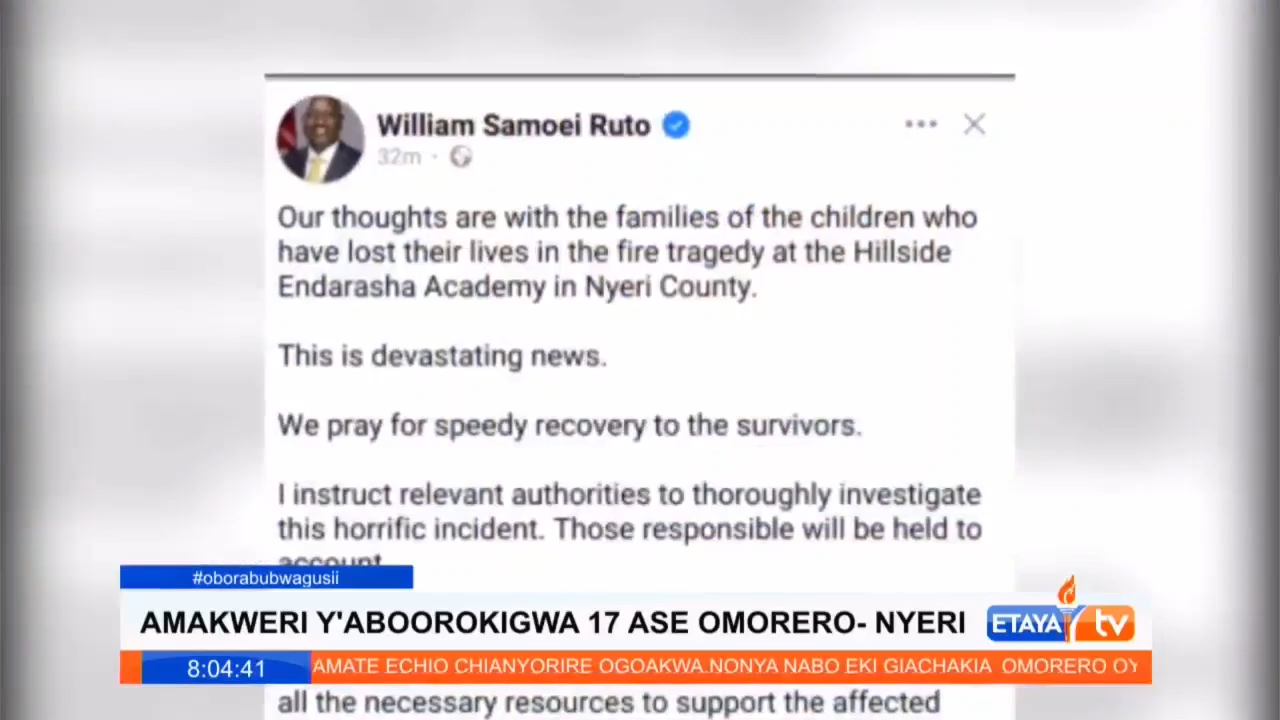 William Samoei Ruto
32m ·
Our thoughts are with the families of the children who
have lost their lives in the fire tragedy at the Hillside
Endarasha Academy in Nyeri County.
This is devastating news.
We pray for speedy recovery to the survivors.
I instruct relevant authorities to thoroughly investigate
this horrific incident. Those responsible will be held to
account.
#oborabubwagusii
AMAKWERI Y'ABOOROKIGWA 17 ASE OMORERO- NYERI
ETAYA tv
8:04:41
AMATE ECHIO CHIANYORIRE OGOAKWA.NONYA NABO EKI GIACHAKIA OMORERO OY
all the necessary resources to support the affected